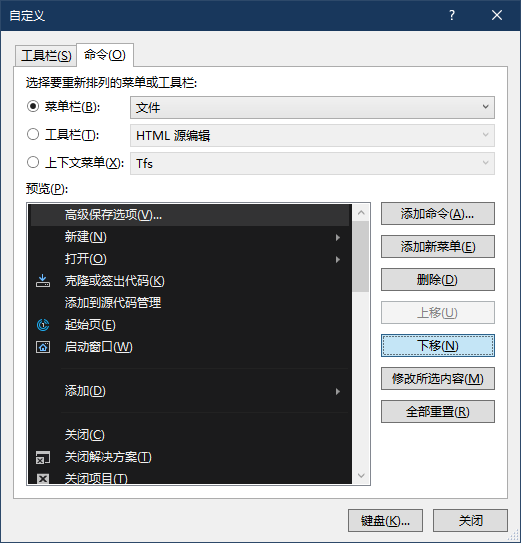 自定义
工具栏(S) 命令(O)
选择要重新排列的菜单或工具栏:
菜单栏(B): 文件
工具栏(T): HTML 源编辑
上下文菜单(X): Tfs
预览(P):
高级保存选项(V)...
新建(N)
打开(O)
克隆或签出代码(K)
添加到源代码管理
起始页(E)
启动窗口(W)
添加(D)
关闭(C)
关闭解决方案(T)
关闭项目(T)
添加命令(A)...
添加新菜单(E)
删除(D)
上移(U)
下移(N)
修改所选内容(M)
全部重置(R)
键盘(K)... 关闭